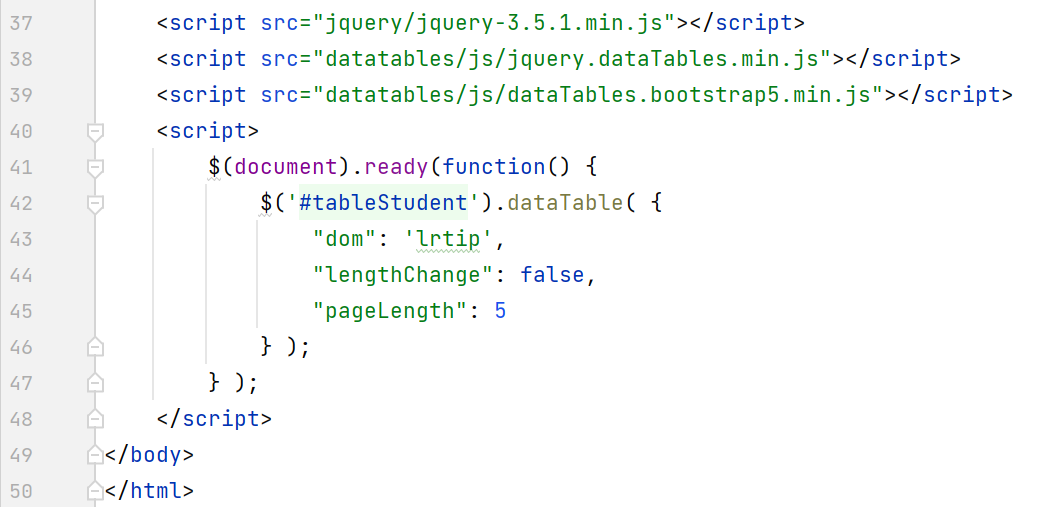 37 <script src="jquery/jquery-3.5.1.min.js"></script>
38 <script src="datatables/js/jquery.dataTables.min.js"></script>
39 <script src="datatables/js/dataTables.bootstrap5.min.js"></script>
40 <script>
41 $(document).ready(function() {
42 $('#tableStudent').dataTable( {
43 "dom": 'lrtip',
44 "lengthChange": false,
45 "pageLength": 5
46 } );
47 } );
48 </script>
49 </body>
50 </html>